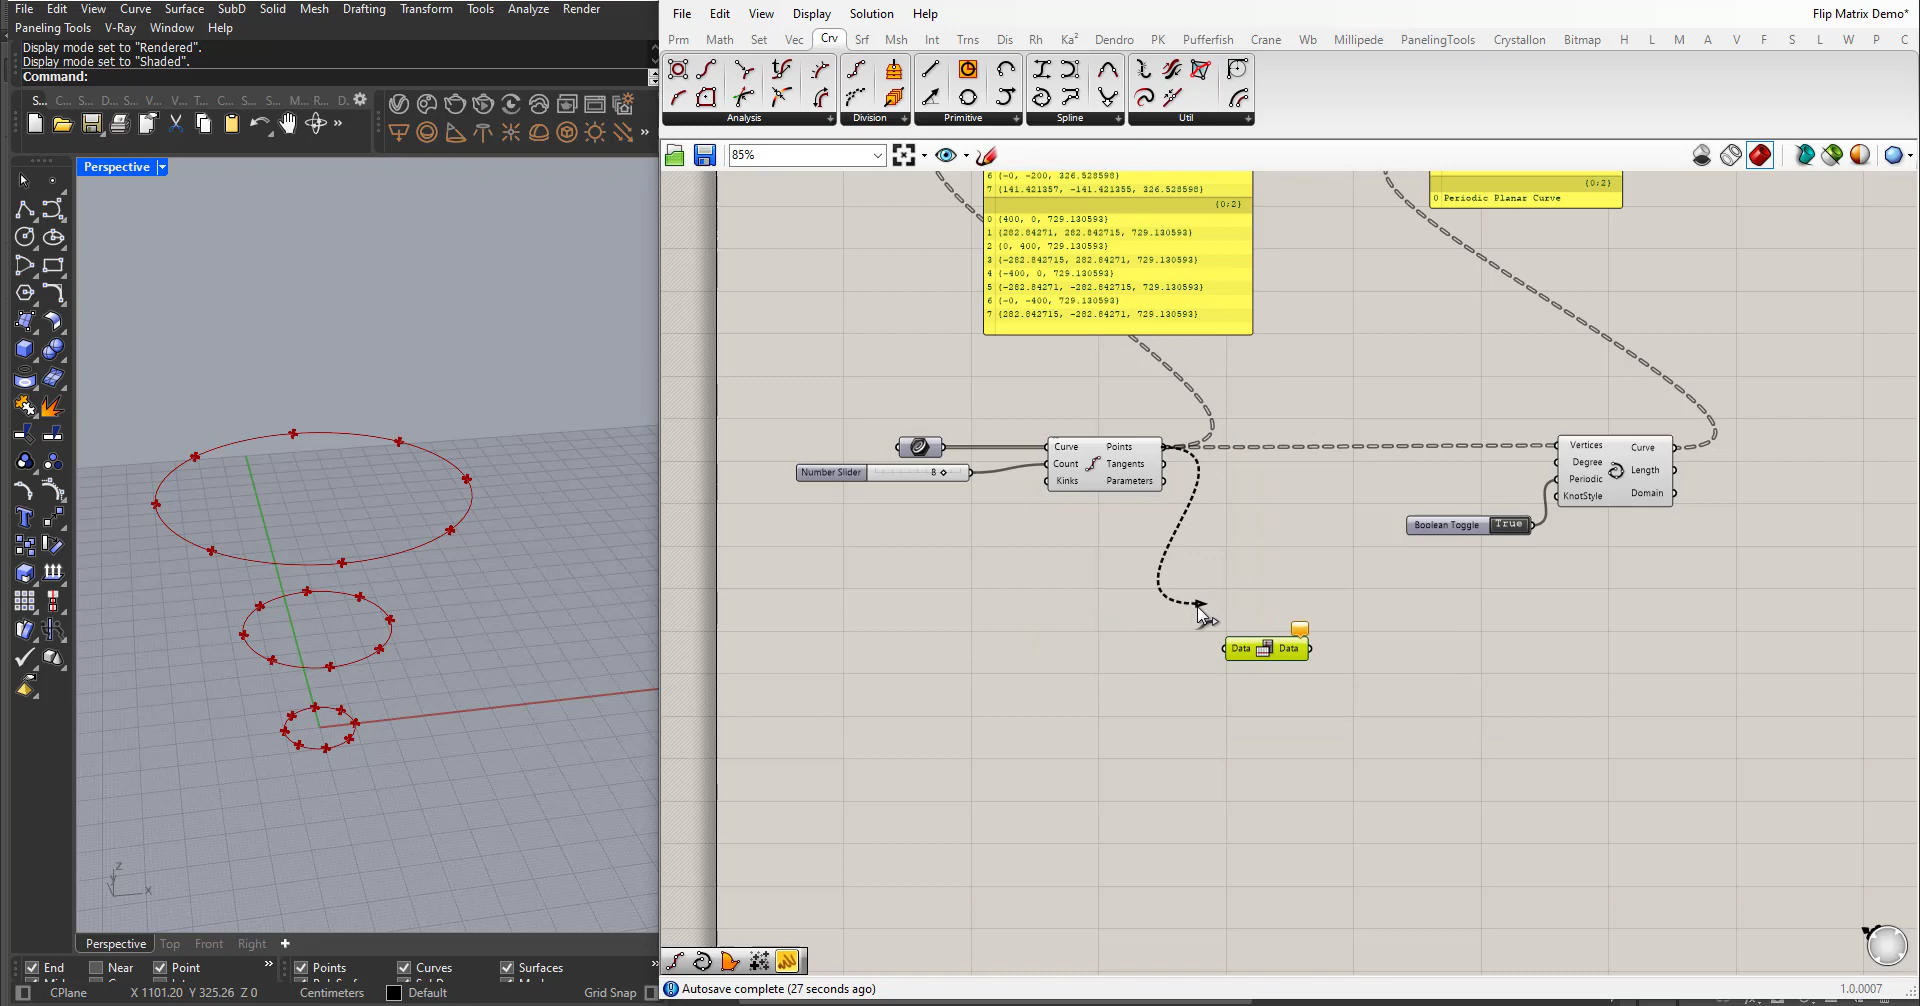 File Edit View Curve Surface SubD Solid Mesh Drafting Transform Tools Analyze Render
Paneling Tools V-Ray Window Help
Display mode set to "Rendered".
Display mode set to "Shaded".
Command:
S... C... S... D... S... V... V... T... C... S... S... M... R... D.
Perspective
z
y
x
Perspective Top Front Right
End Near Point
Points Curves Surfaces
CPlane X 1101.20 Y 325.26 Z 0 Centimeters Default Grid Snap
File Edit View Display Solution Help
Flip Matrix Demo*
Prm Math Set Vec Crv Srf Msh Int Trns Dis Rh Ka² Dendro PK Pufferfish Crane Wb Millipede PanelingTools Crystallon Bitmap H L M A V F S L W P C
Analysis Division Primitive Spline Util
85%
6 {-0, -200, 326.528598}
7 {141.421357, -141.421355, 326.528598}
{0;2}
0 {400, 0, 729.130593}
1 {282.84271, 282.842715, 729.130593}
2 {0, 400, 729.130593}
3 {-282.842715, 282.84271, 729.130593}
4 {-400, 0, 729.130593}
5 {-282.84271, -282.842715, 729.130593}
6 {-0, -400, 729.130593}
7 {282.842715, -282.84271, 729.130593}
{0;2}
0 Periodic Planar Curve
Curve Points
Count Tangents
Kinks Parameters
Number Slider 8
Vertices Curve
Degree Length
Periodic
KnotStyle Domain
Boolean Toggle True
Data Data
Autosave complete (27 seconds ago)
1.0.0007